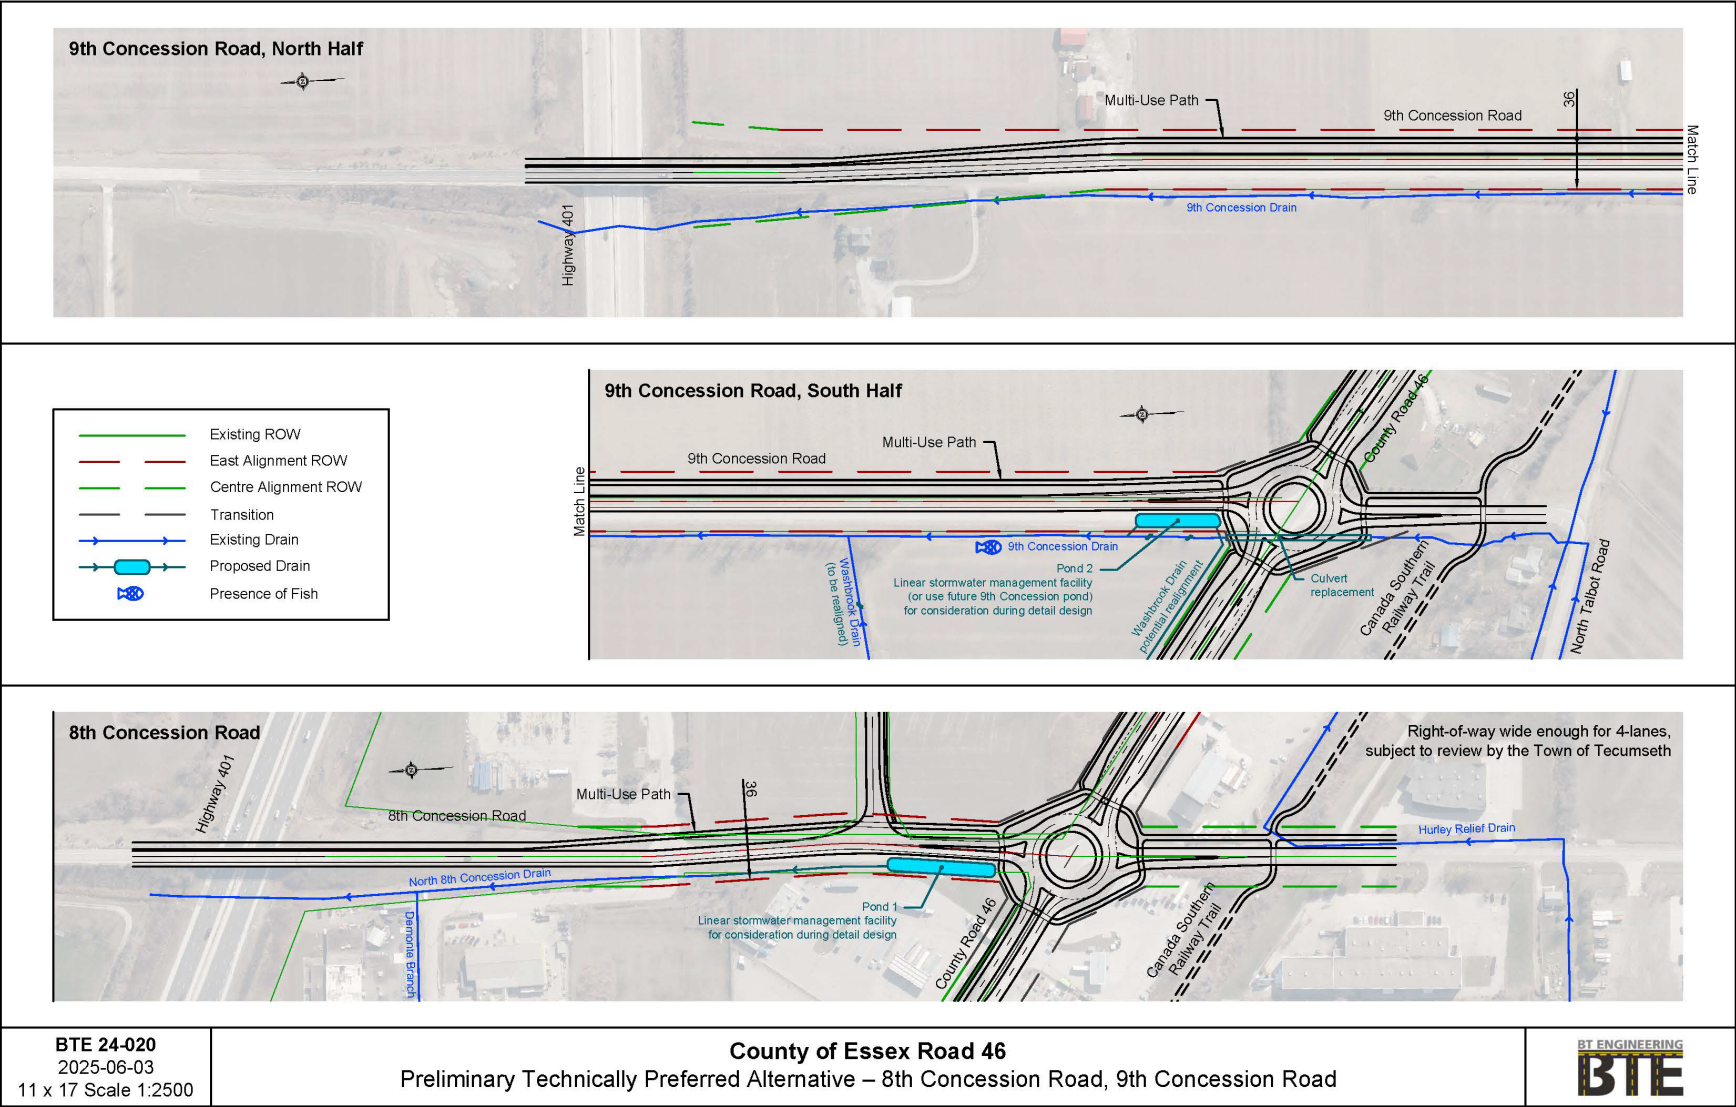 9th Concession Road, North Half
Multi-Use Path
9th Concession Road
36
Match Line
9th Concession Drain
Highway 401
9th Concession Road, South Half
Existing ROW
East Alignment ROW
Centre Alignment ROW
Transition
Existing Drain
Proposed Drain
Presence of Fish
Match Line
9th Concession Road
Multi-Use Path
County Road 46
9th Concession Drain
Pond 2
Linear stormwater management facility
(or use future 9th Concession pond)
for consideration during detail design
Washbrook Drain
(to be realigned)
Washbrook Drain
potential realignment
Culvert
replacement
Canada Southern
Railway Trail
North Talbot Road
8th Concession Road
Right-of-way wide enough for 4-lanes,
subject to review by the Town of Tecumseth
Highway 401
8th Concession Road
Multi-Use Path
36
Hurley Relief Drain
North 8th Concession Drain
Demonte Branch
Pond 1
Linear stormwater management facility
for consideration during detail design
County Road 46
Canada Southern
Railway Trail
BTE 24-020
2025-06-03
11 x 17 Scale 1:2500
County of Essex Road 46
Preliminary Technically Preferred Alternative – 8th Concession Road, 9th Concession Road
BT ENGINEERING
BTE